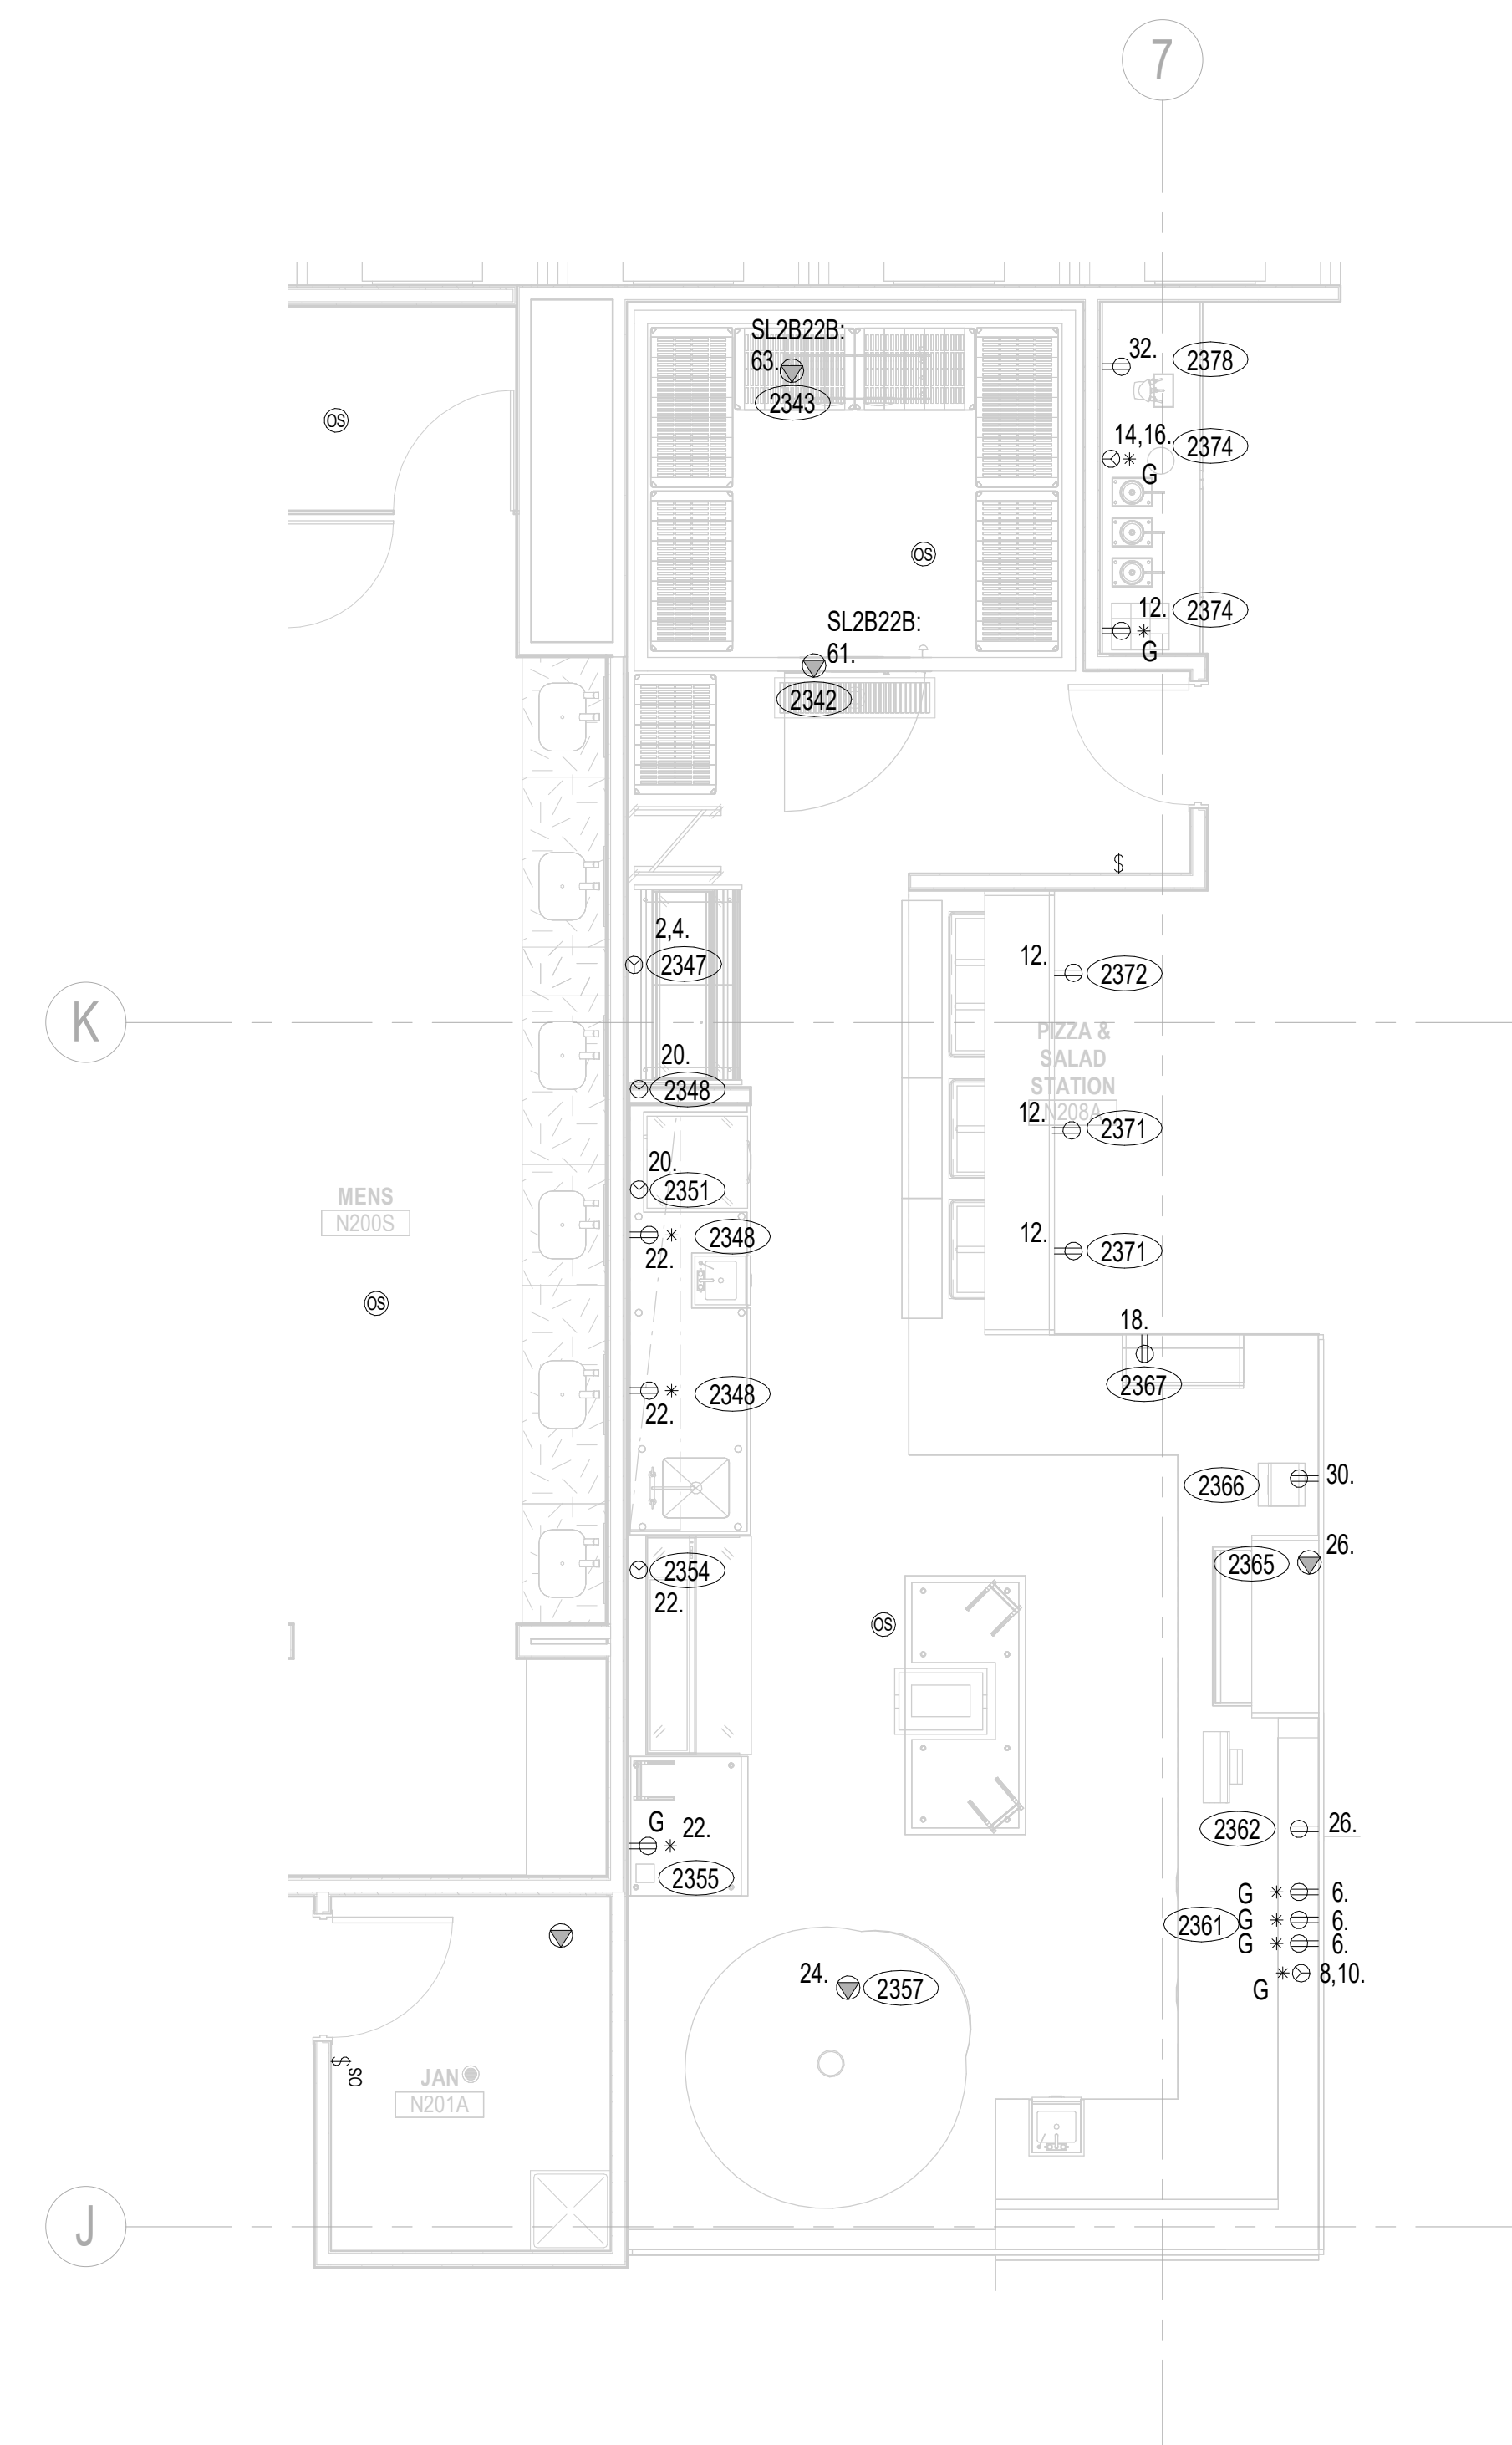 7
SL2B22B:
63.
2343
32.
2378
OS
14,16.
2374
G
OS
SL2B22B:
61.
2342
12.
2374
G
$
2,4.
2347
12.
2372
K
PIZZA &
SALAD
STATION
N208A
20.
2348
12.
2371
20.
2351
MENS
N200S
2348
22.
12.
2371
OS
18.
2367
2348
22.
2366
30.
2354
22.
26.
2365
OS
G
22.
2355
2362
26.
G
6.
2361
G
6.
G
6.
G
8,10.
24.
2357
$
OS
JAN
N201A
J